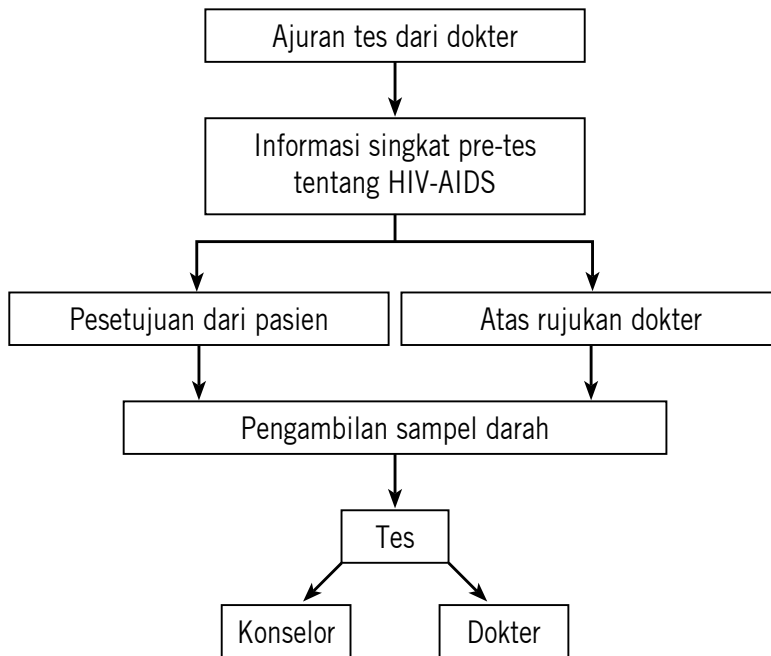 Ajuran tes dari dokter
Informasi singkat pre-tes
tentang HIV-AIDS
Pesetujuan dari pasien
Atas rujukan dokter
Pengambilan sampel darah
Tes
Konselor
Dokter